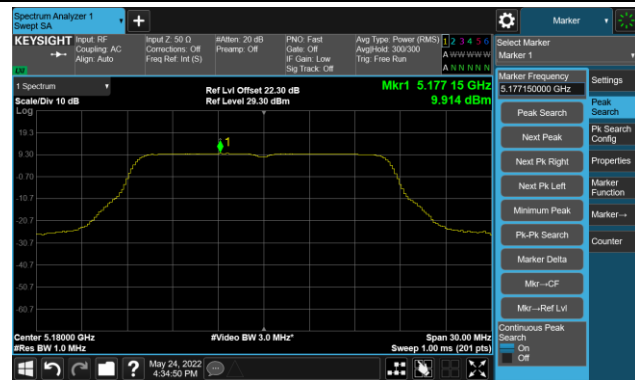 Spectrum Analyzer 1
Swept SA
Marker
KEYSIGHT
Input: RF
Coupling: AC
Align: Auto
Input Z: 50 Ω
Corrections: Off
Freq Ref: Int (S)
#Atten: 20 dB
Preamp: Off
PNO: Fast
Gate: Off
IF Gain: Low
Sig Track: Off
Avg Type: Power (RMS)
Avg|Hold: 300/300
Trig: Free Run
1 2 3 4 5 6
A W W W W W
A N N N N N
LW
Select Marker
Marker 1
1 Spectrum
Scale/Div 10 dB
Log
Ref Lvl Offset 22.30 dB
Ref Level 29.30 dBm
Mkr1 5.177 15 GHz
9.914 dBm
Marker Frequency
5.177150000 GHz
Settings
Peak Search
Peak
Search
Next Peak
Pk Search
Config
Next Pk Right
Properties
Next Pk Left
Marker
Function
Minimum Peak
Marker→
Pk-Pk Search
Counter
Marker Delta
Mkr→CF
Mkr→Ref Lvl
Continuous Peak
Search
On
Off
1
19.3
9.30
-0.70
-10.7
-20.7
-30.7
-40.7
-50.7
-60.7
Center 5.18000 GHz
#Res BW 1.0 MHz
#Video BW 3.0 MHz*
Span 30.00 MHz
Sweep 1.00 ms (201 pts)
?
May 24, 2022
4:34:50 PM